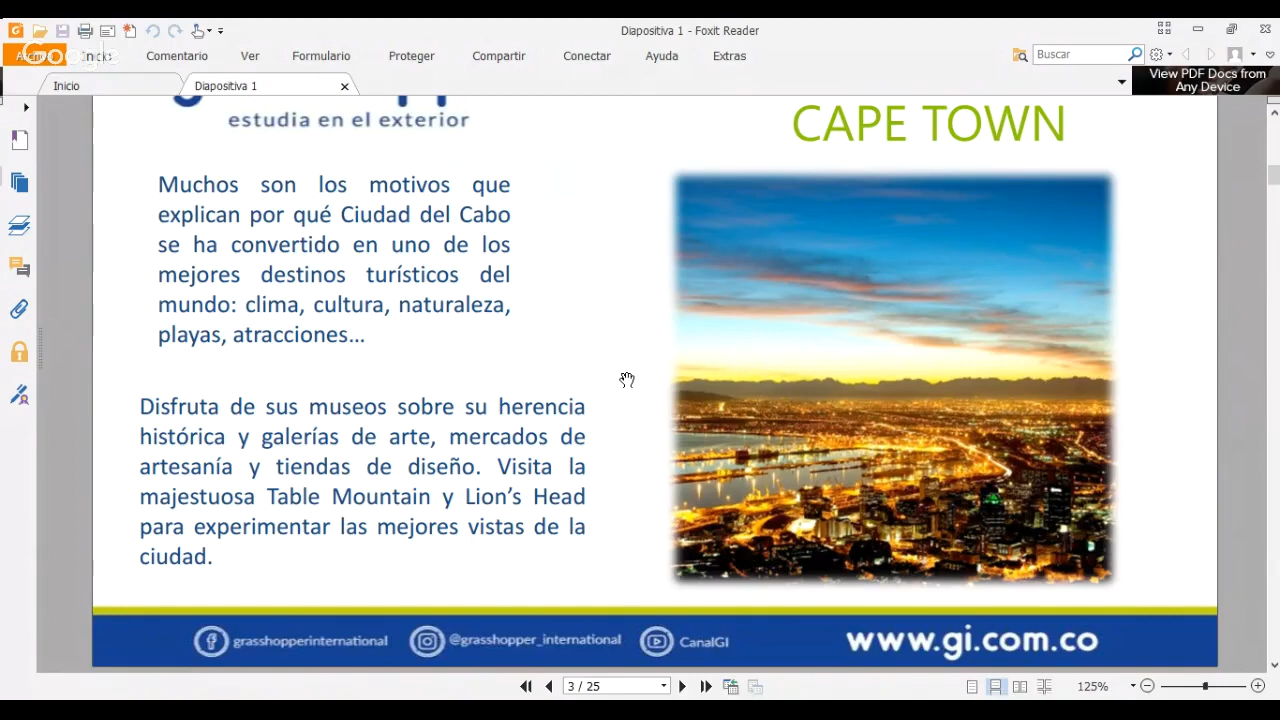 Diapositiva 1 - Foxit Reader
Google
Comentario Ver Formulario Proteger Compartir Conectar Ayuda Extras
Buscar
Inicio Diapositiva 1
View PDF Docs from
Any Device
estudia en el exterior
CAPE TOWN
Muchos son los motivos que
explican por qué Ciudad del Cabo
se ha convertido en uno de los
mejores destinos turísticos del
mundo: clima, cultura, naturaleza,
playas, atracciones...
Disfruta de sus museos sobre su herencia
histórica y galerías de arte, mercados de
artesanía y tiendas de diseño. Visita la
majestuosa Table Mountain y Lion's Head
para experimentar las mejores vistas de la
ciudad.
grasshopperinternational @grasshopper_international CanalGI www.gi.com.co
3 / 25
125%